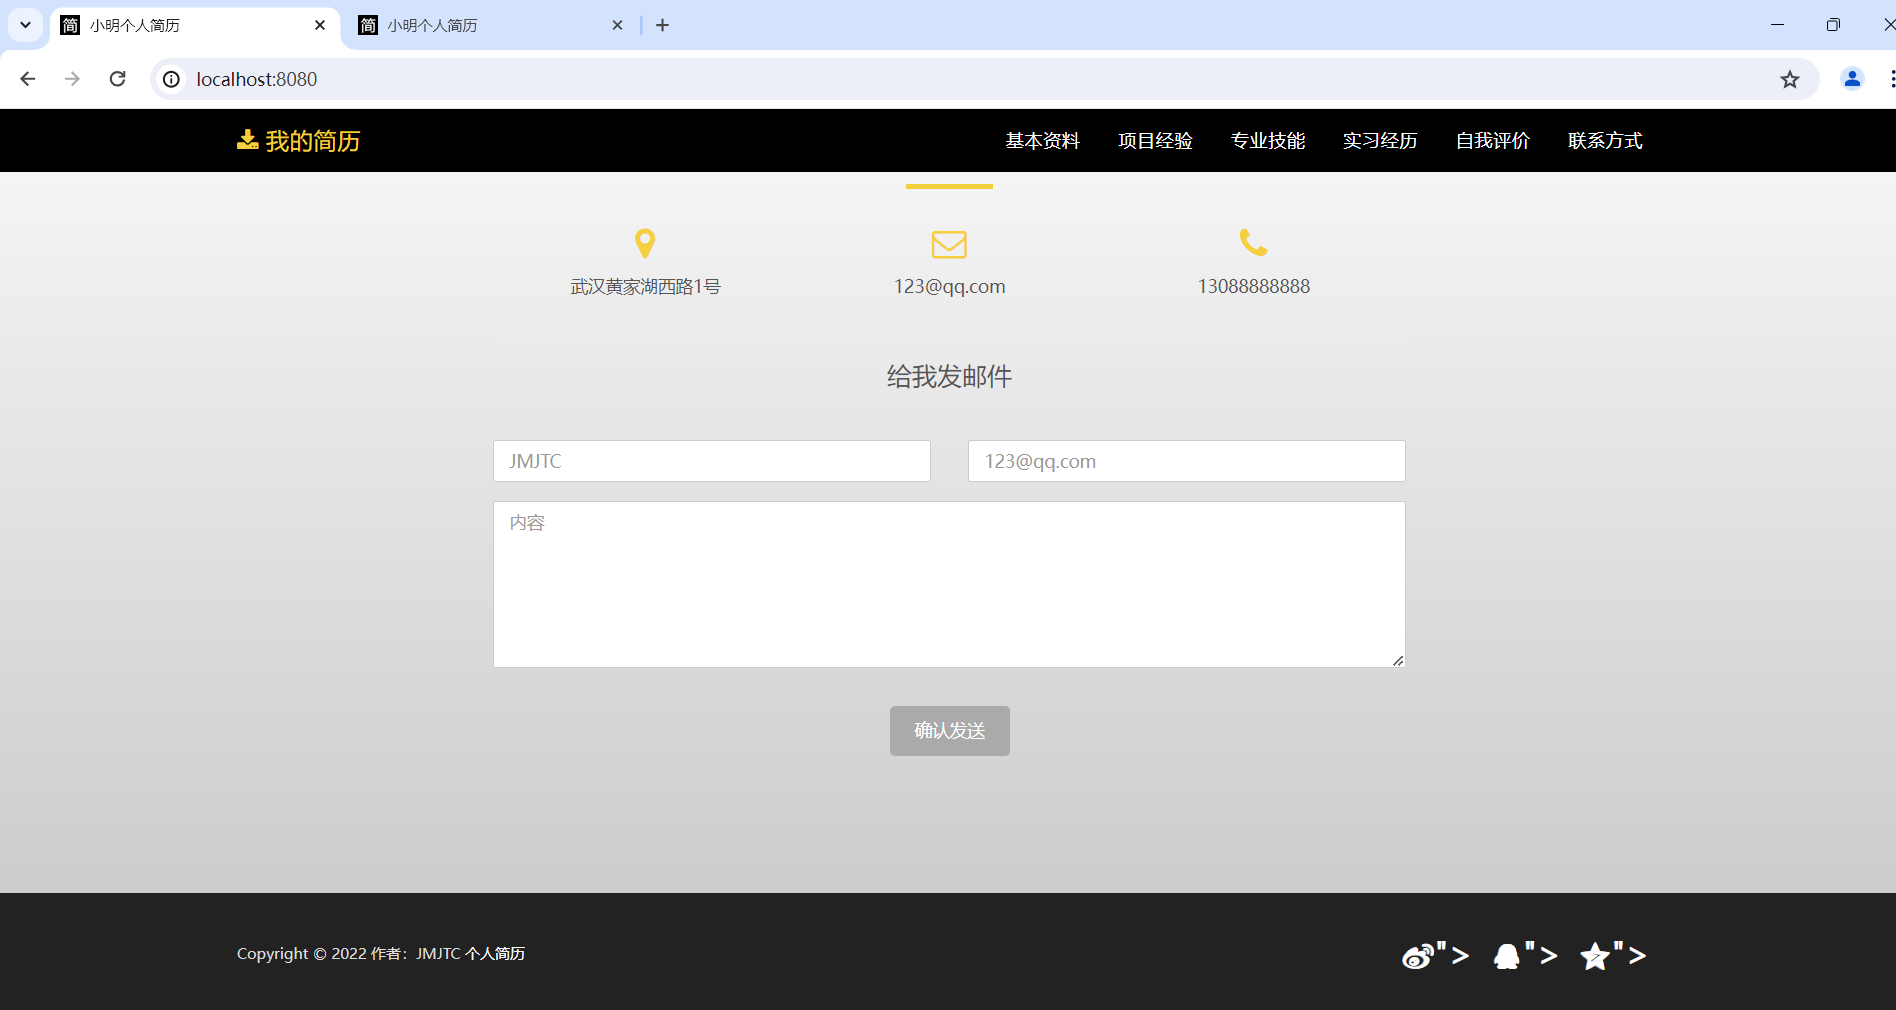 简 小明个人简历 简 小明个人简历
localhost:8080
我的简历 基本资料 项目经验 专业技能 实习经历 自我评价 联系方式
武汉黄家湖西路1号 123@qq.com 13088888888
给我发邮件
JMJTC 123@qq.com
内容
确认发送
Copyright © 2022 作者：JMJTC 个人简历 "> "> ">